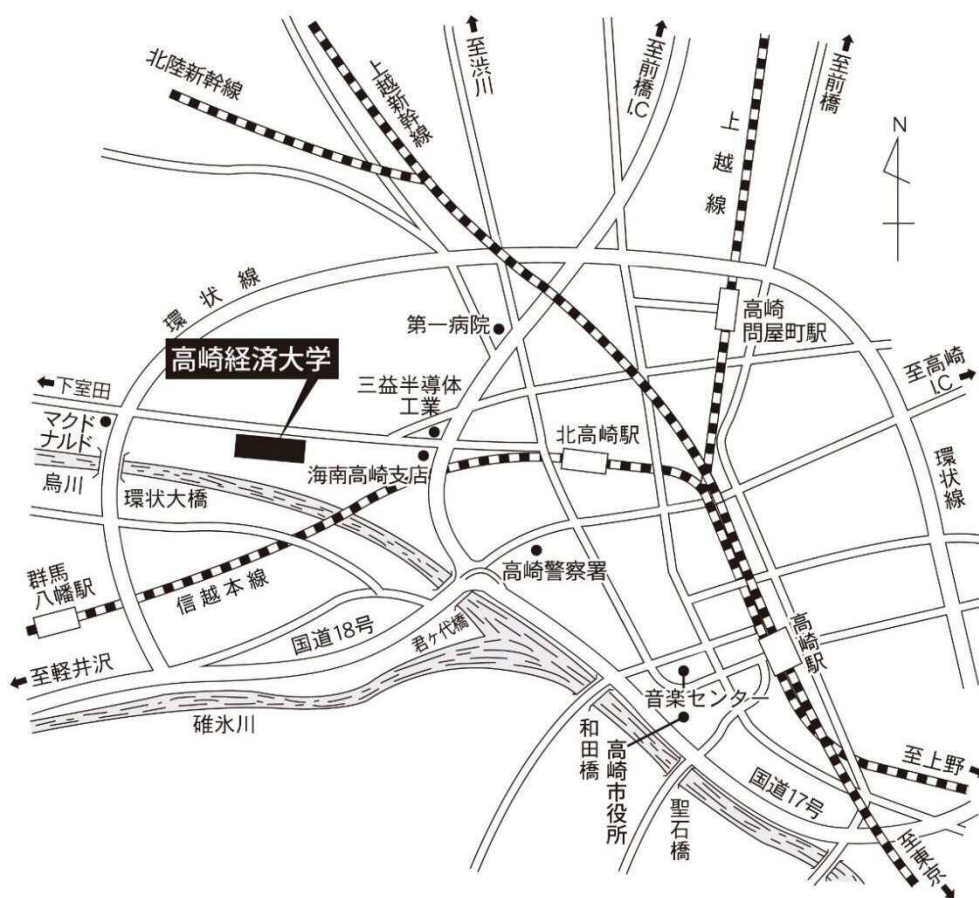 北陸新幹線
上越新幹線
至渋川
至前橋
I.C
上越線
至前橋
N
環状線
第一病院
高崎
問屋町駅
高崎経済大学
三益半導体
工業
至高崎
I.C
下室田
マクド
ナルド
北高崎駅
海南高崎支店
烏川
環状大橋
環状線
高崎警察署
群馬
八幡駅
信越本線
国道18号
君ヶ代橋
高崎駅
至軽井沢
音楽センター
碓氷川
和田橋
高崎市役所
聖石橋
国道17号
至上野
至東京